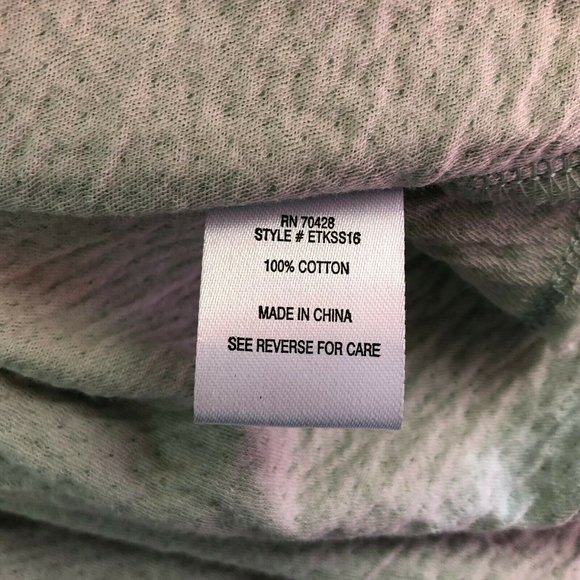 RN 70428
STYLE # ETKSS16
100% COTTON
MADE IN CHINA
SEE REVERSE FOR CARE